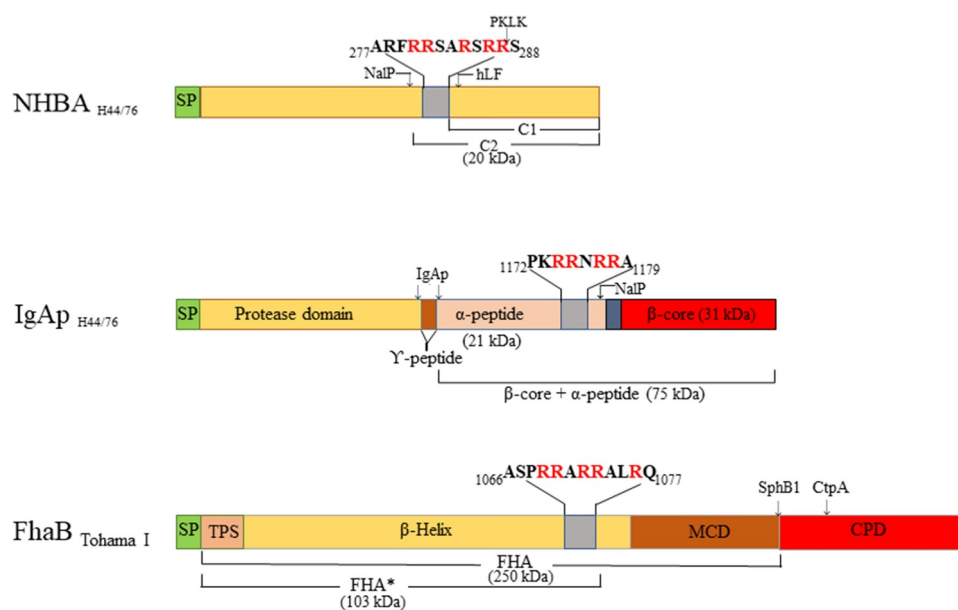 PKLK
277ARFRRSARSRRS288
NalP hLF
NHBA H44/76 SP
C1
C2
(20 kDa)
1172PKRRNRRA1179
IgAp NalP
IgAp H44/76 SP Protease domain α-peptide β-core (31 kDa)
(21 kDa)
ϒ-peptide
β-core + α-peptide (75 kDa)
1066ASPRRARRALRQ1077
SphB1 CtpA
FhaB Tohama I SP TPS β-Helix MCD CPD
FHA
(250 kDa)
FHA*
(103 kDa)